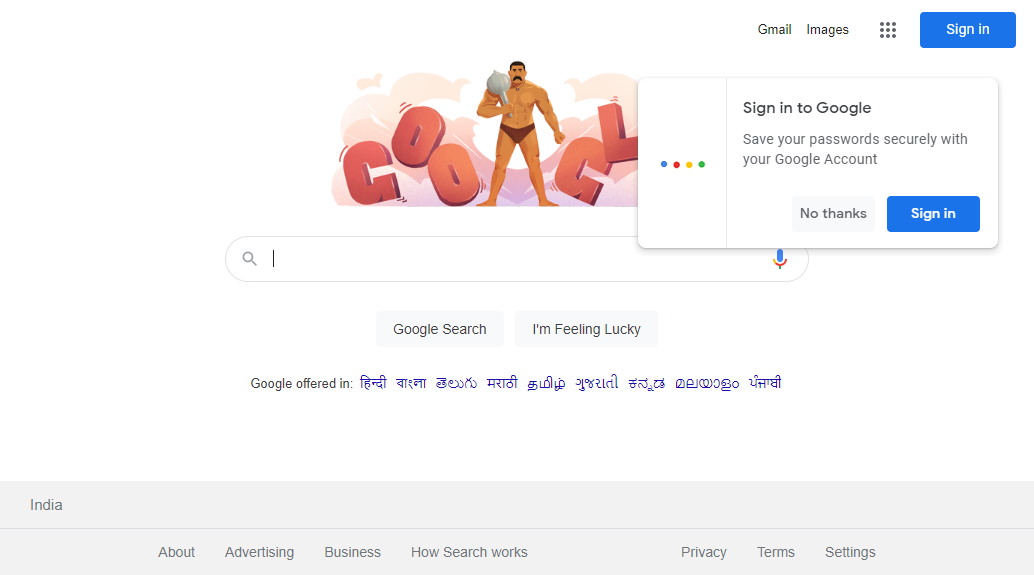 Gmail Images Sign in
GOOGL
Sign in to Google
Save your passwords securely with
your Google Account
No thanks Sign in
Google Search I'm Feeling Lucky
Google offered in: हिन्दी বাংলা తెలుగు मराठी தமிழ் ગુજરાતી ಕನ್ನಡ മലയാളം ਪੰਜਾਬੀ
India
About Advertising Business How Search works Privacy Terms Settings